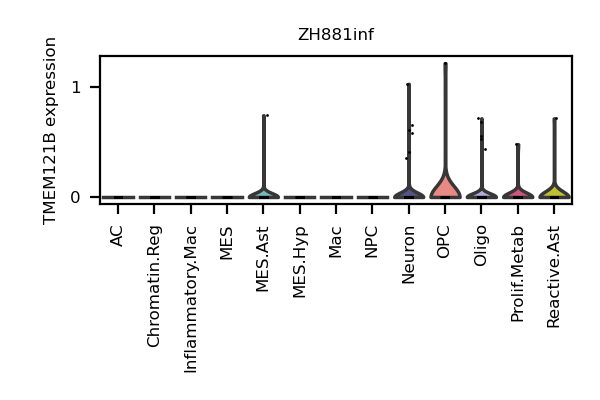 ZH881inf
TMEM121B expression
1
0
AC
Chromatin.Reg
Inflammatory.Mac
MES
MES.Ast
MES.Hyp
Mac
NPC
Neuron
OPC
Oligo
Prolif.Metab
Reactive.Ast